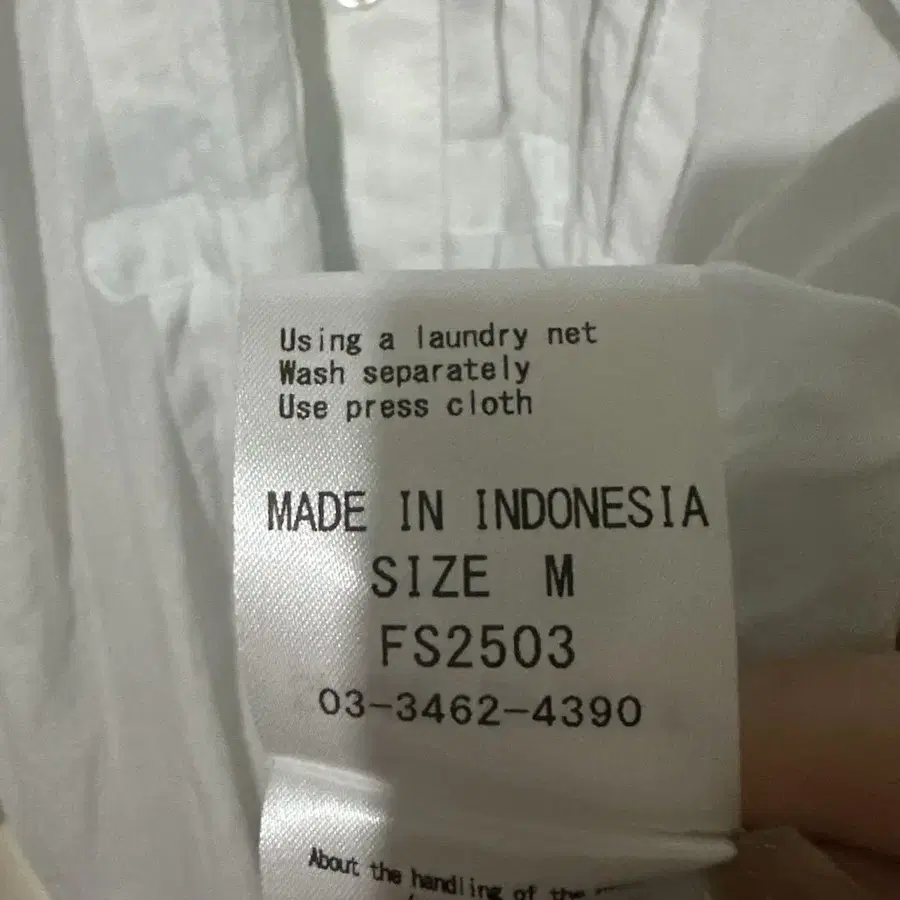 Using a laundry net
Wash separately
Use press cloth
MADE IN INDONESIA
SIZE M
FS2503
03-3462-4390
About the handling of the